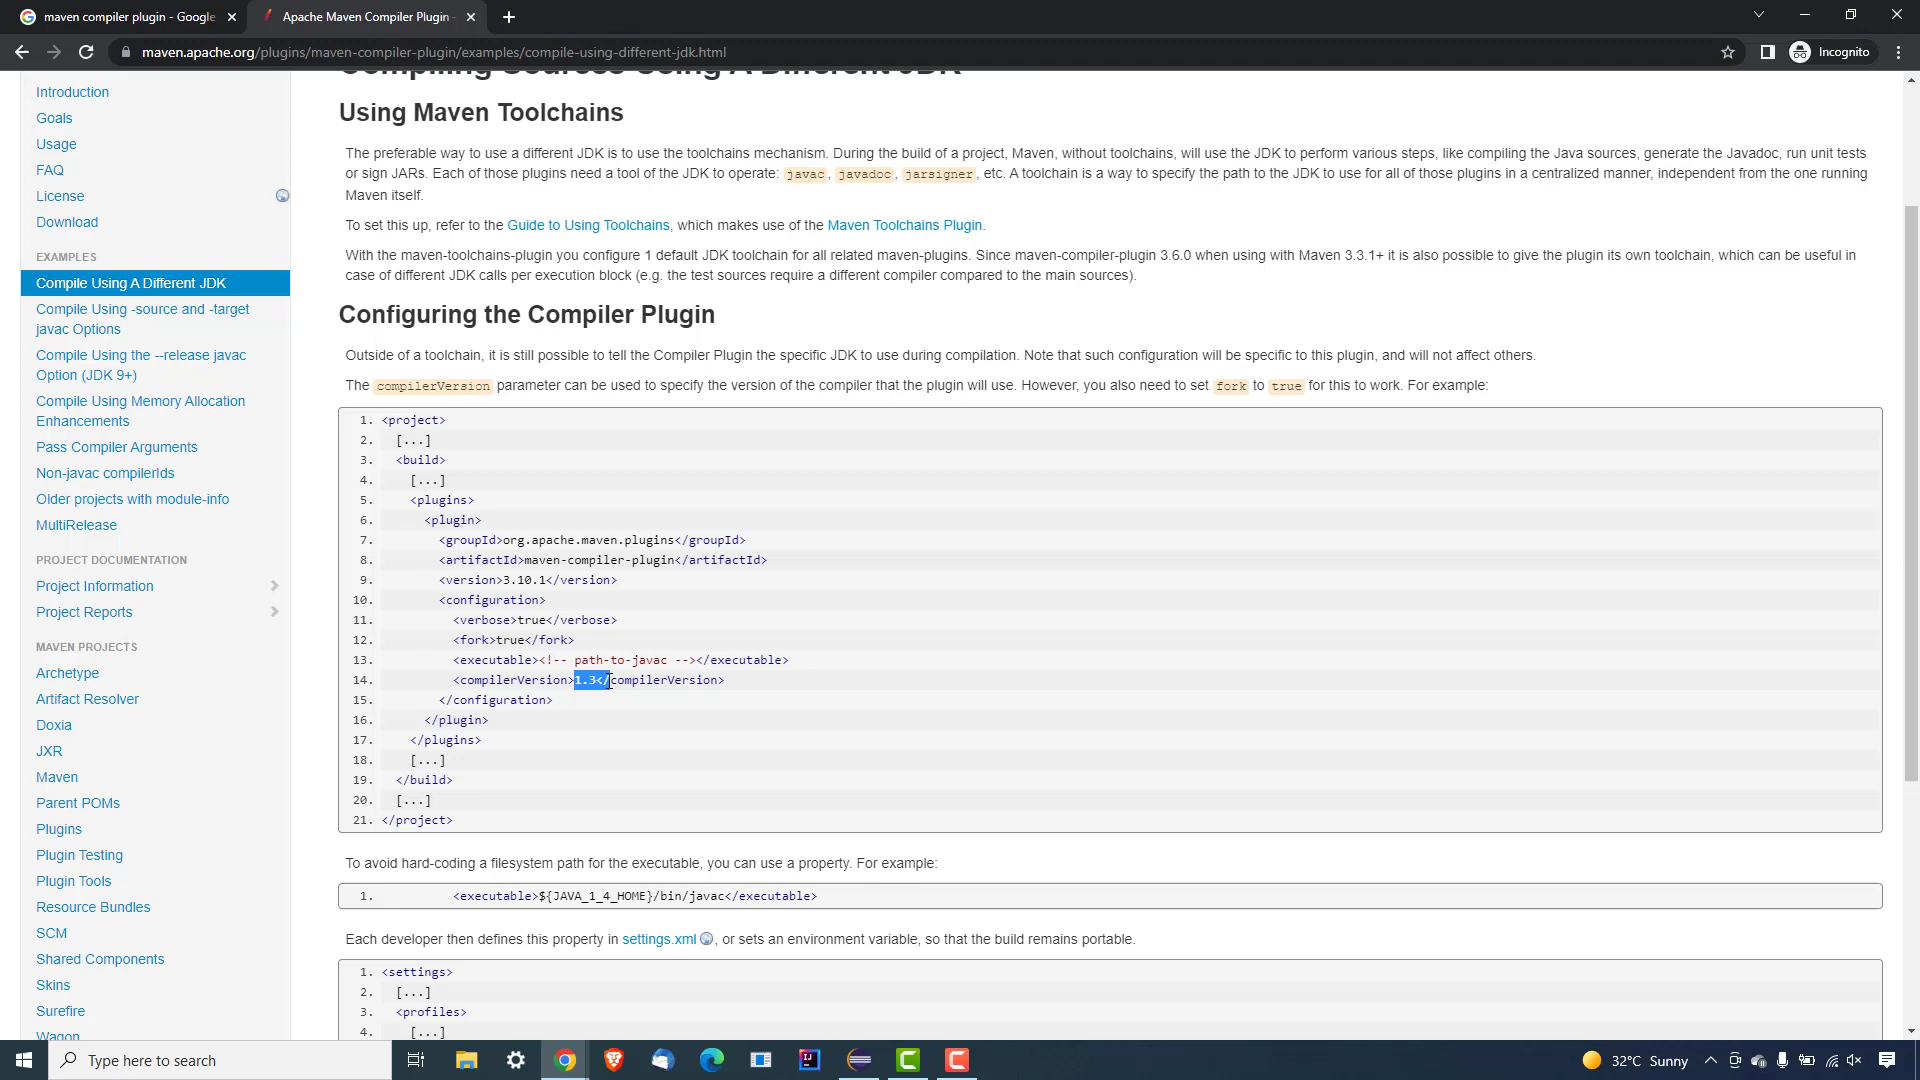 maven compiler plugin - Google
Apache Maven Compiler Plugin -
maven.apache.org/plugins/maven-compiler-plugin/examples/compile-using-different-jdk.html
Incognito
Compiling Sources Using A Different JDK
Introduction
Goals
Usage
FAQ
License
Download
EXAMPLES
Compile Using A Different JDK
Compile Using -source and -target
javac Options
Compile Using the --release javac
Option (JDK 9+)
Compile Using Memory Allocation
Enhancements
Pass Compiler Arguments
Non-javac compilerIds
Older projects with module-info
MultiRelease
PROJECT DOCUMENTATION
Project Information
Project Reports
MAVEN PROJECTS
Archetype
Artifact Resolver
Doxia
JXR
Maven
Parent POMs
Plugins
Plugin Testing
Plugin Tools
Resource Bundles
SCM
Shared Components
Skins
Surefire
Wagon
Using Maven Toolchains
The preferable way to use a different JDK is to use the toolchains mechanism. During the build of a project, Maven, without toolchains, will use the JDK to perform various steps, like compiling the Java sources, generate the Javadoc, run unit tests
or sign JARs. Each of those plugins need a tool of the JDK to operate: javac, javadoc, jarsigner, etc. A toolchain is a way to specify the path to the JDK to use for all of those plugins in a centralized manner, independent from the one running
Maven itself.
To set this up, refer to the Guide to Using Toolchains, which makes use of the Maven Toolchains Plugin.
With the maven-toolchains-plugin you configure 1 default JDK toolchain for all related maven-plugins. Since maven-compiler-plugin 3.6.0 when using with Maven 3.3.1+ it is also possible to give the plugin its own toolchain, which can be useful in
case of different JDK calls per execution block (e.g. the test sources require a different compiler compared to the main sources).
Configuring the Compiler Plugin
Outside of a toolchain, it is still possible to tell the Compiler Plugin the specific JDK to use during compilation. Note that such configuration will be specific to this plugin, and will not affect others.
The compilerVersion parameter can be used to specify the version of the compiler that the plugin will use. However, you also need to set fork to true for this to work. For example:
1. <project>
2. [...]
3. <build>
4. [...]
5. <plugins>
6. <plugin>
7. <groupId>org.apache.maven.plugins</groupId>
8. <artifactId>maven-compiler-plugin</artifactId>
9. <version>3.10.1</version>
10. <configuration>
11. <verbose>true</verbose>
12. <fork>true</fork>
13. <executable><!-- path-to-javac --></executable>
14. <compilerVersion>1.3</compilerVersion>
15. </configuration>
16. </plugin>
17. </plugins>
18. [...]
19. </build>
20. [...]
21. </project>
To avoid hard-coding a filesystem path for the executable, you can use a property. For example:
1. <executable>${JAVA_1_4_HOME}/bin/javac</executable>
Each developer then defines this property in settings.xml, or sets an environment variable, so that the build remains portable.
1. <settings>
2. [...]
3. <profiles>
4. [...]
Type here to search
32°C Sunny